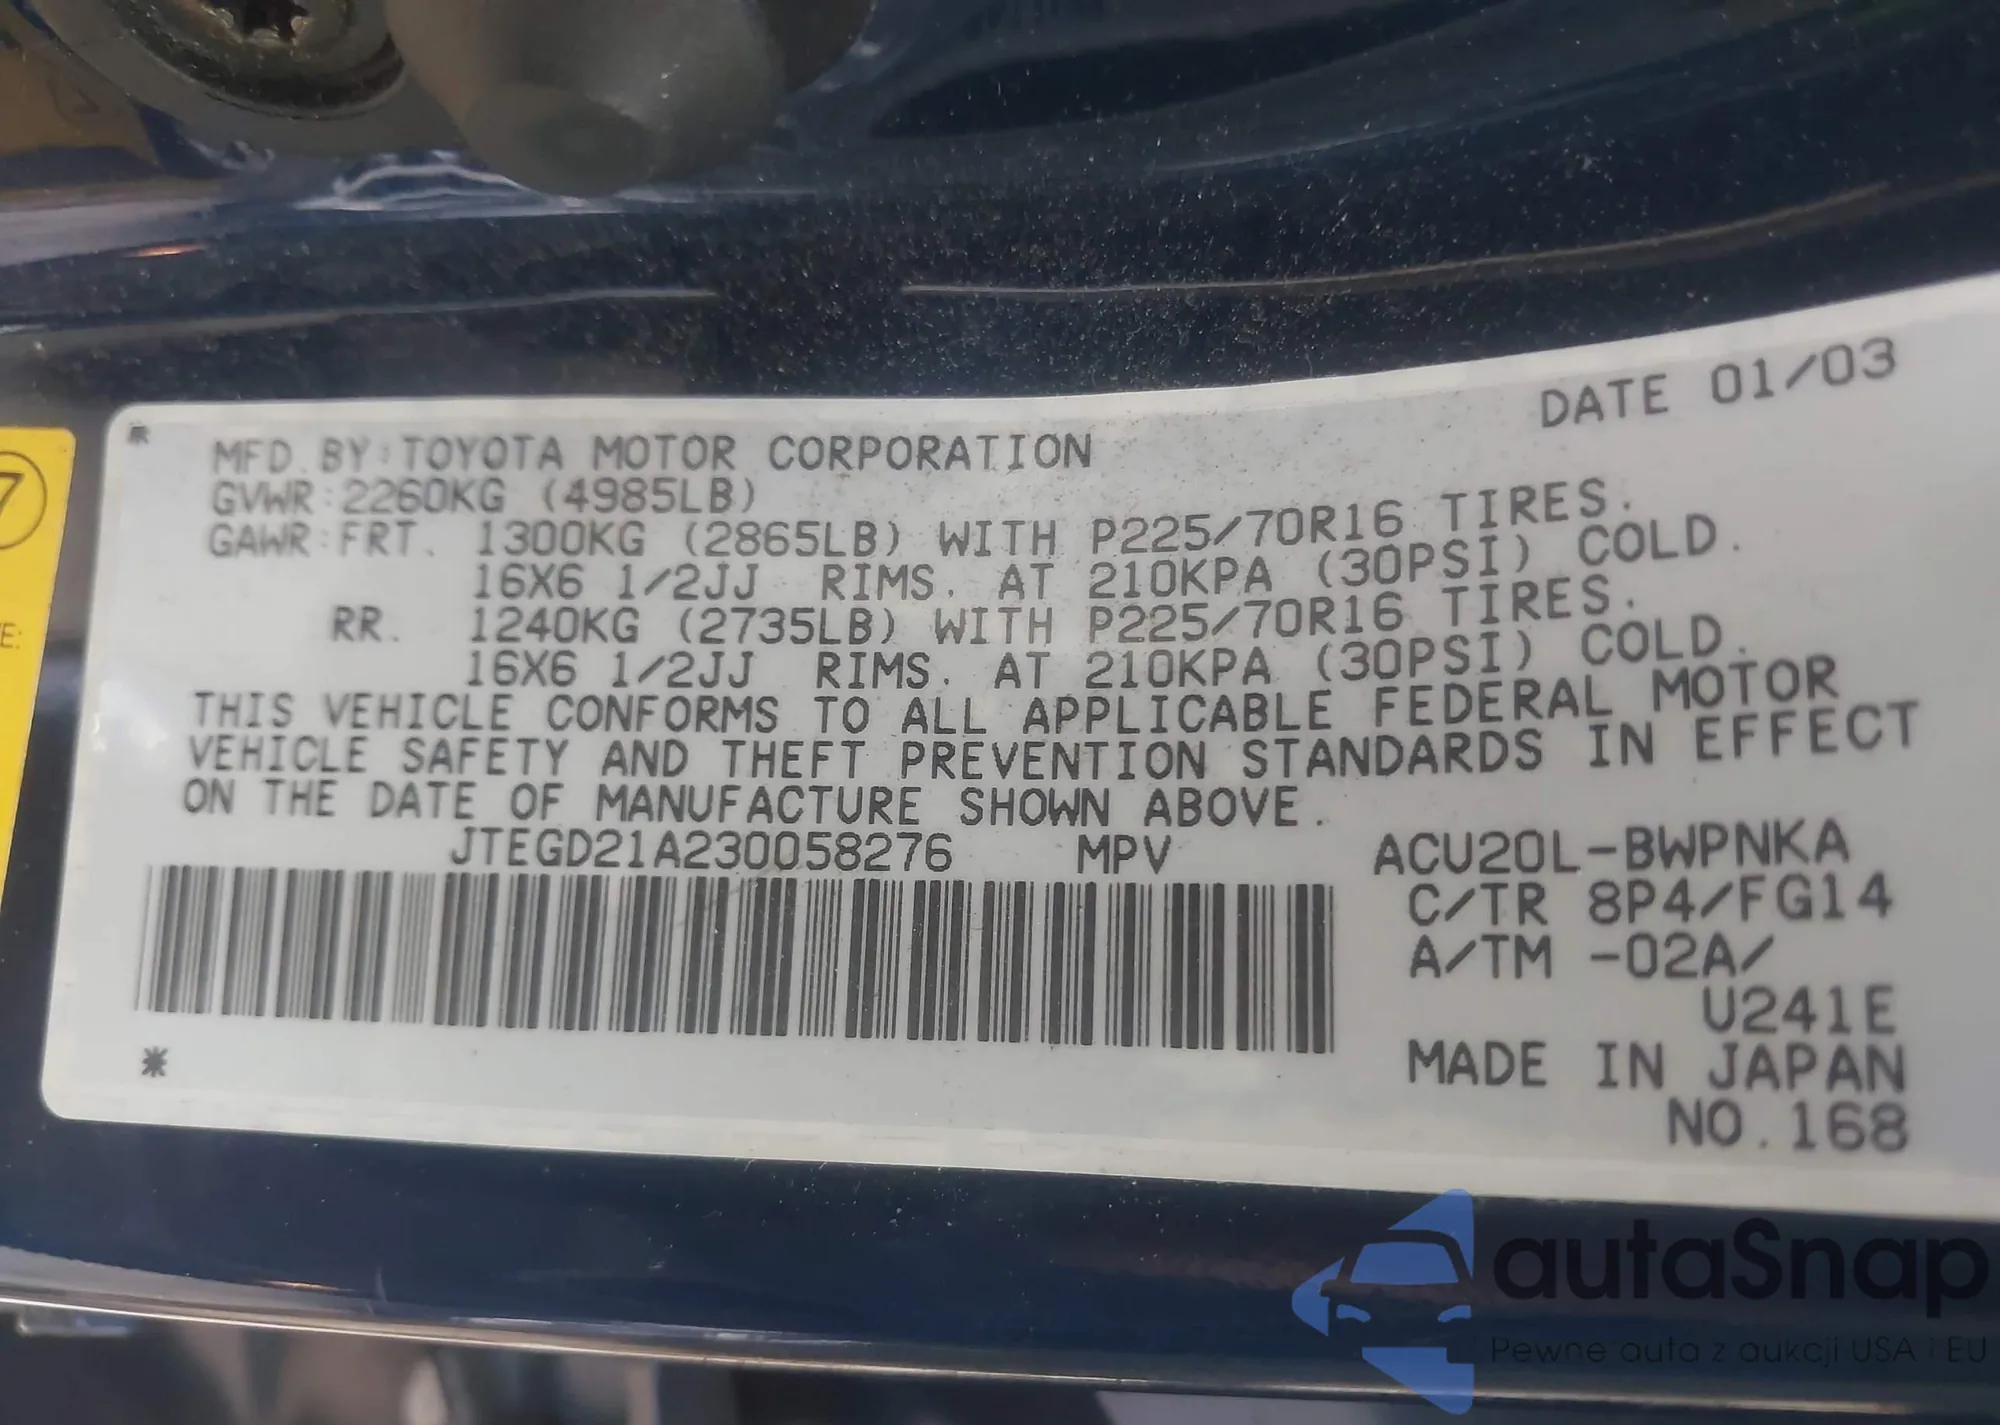 DATE 01/03
MFD.BY:TOYOTA MOTOR CORPORATION
GVWR:2260KG (4985LB)
GAWR:FRT. 1300KG (2865LB) WITH P225/70R16 TIRES.
16X6 1/2JJ RIMS. AT 210KPA (30PSI) COLD.
RR. 1240KG (2735LB) WITH P225/70R16 TIRES.
16X6 1/2JJ RIMS. AT 210KPA (30PSI) COLD.
THIS VEHICLE CONFORMS TO ALL APPLICABLE FEDERAL MOTOR
VEHICLE SAFETY AND THEFT PREVENTION STANDARDS IN EFFECT
ON THE DATE OF MANUFACTURE SHOWN ABOVE.
JTEGD21A230058276 MPV ACU20L-BWPNKA
C/TR 8P4/FG14
A/TM -02A/
U241E
MADE IN JAPAN
NO.168
*
7
E:
autaSnap
Pewne auta z aukcji USA i EU